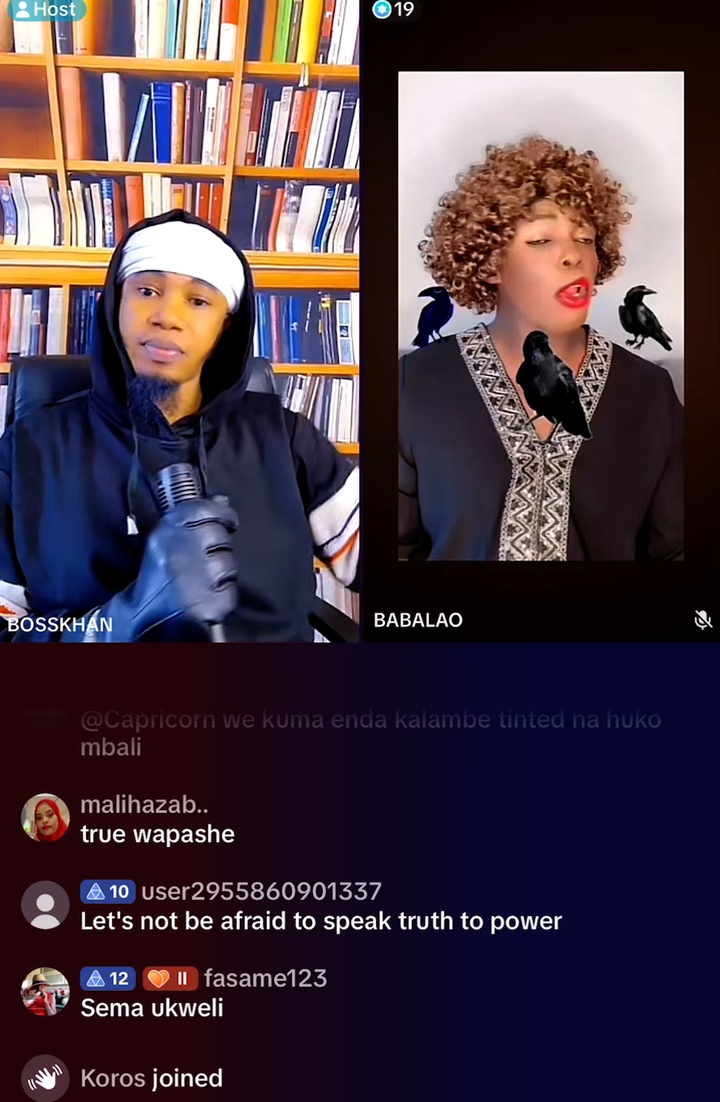 Host
19
BOSSKHAN
BABALAO
@Capricorn we kuma enda kalambe tinted na huko
mbali
malihazab..
true wapashe
10 user2955860901337
Let's not be afraid to speak truth to power
12 II fasame123
Sema ukweli
Koros joined